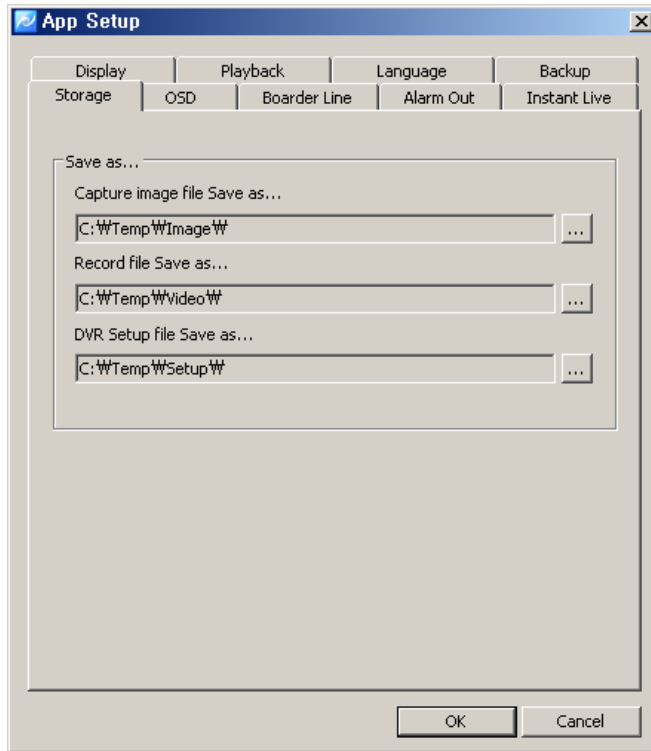 App Setup
Display Playback Language Backup
Storage OSD Boarder Line Alarm Out Instant Live
Save as...
Capture image file Save as...
C:₩Temp₩Image₩ ...
Record file Save as...
C:₩Temp₩Video₩ ...
DVR Setup file Save as...
C:₩Temp₩Setup₩ ...
OK Cancel